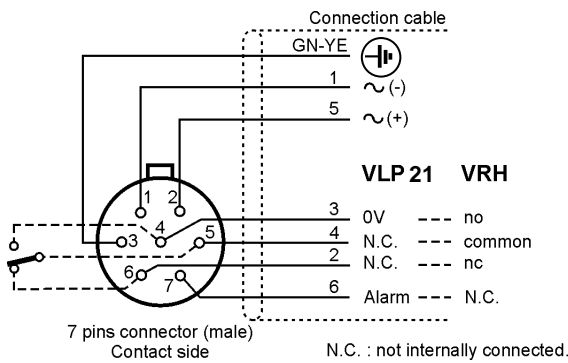 Connection cable
GN-YE
1 (-)
5 (+)
VLP 21 VRH
1 2
3 0V no
4 5
3
4 N.C. common
2 N.C. nc
6 7
6 Alarm N.C.
7 pins connector (male)
Contact side
N.C. : not internally connected.